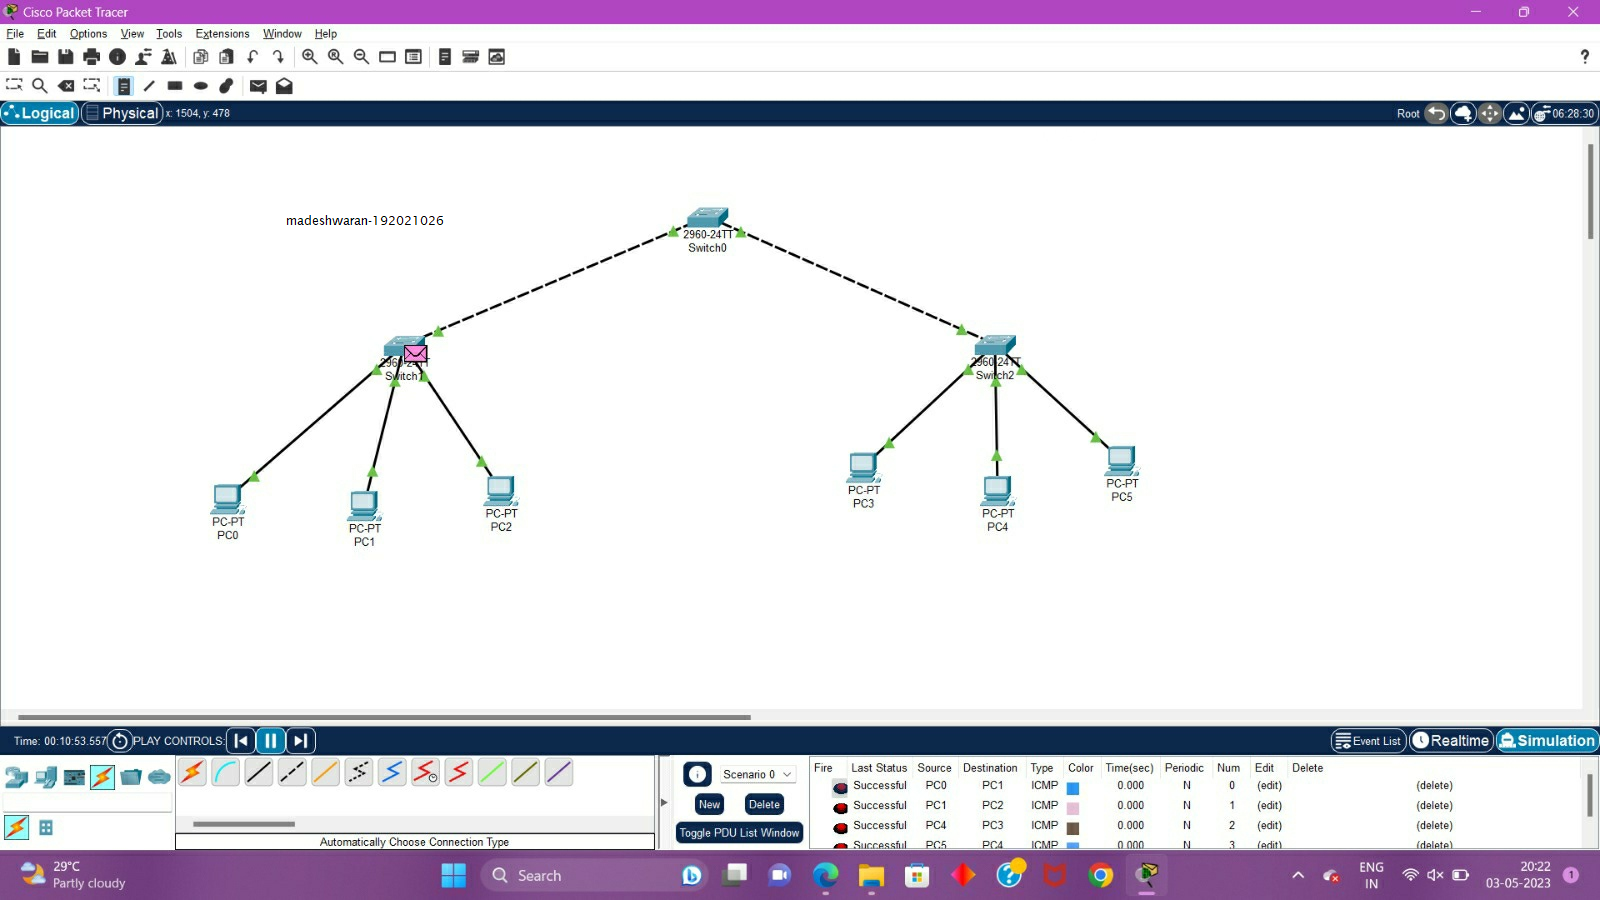 Cisco Packet Tracer
File Edit Options View Tools Extensions Window Help
?
Logical Physical x: 1504, y: 478 Root 06:28:30
madeshwaran-192021026
2960-24TT
Switch0
2960-24TT
Switch1
2960-24TT
Switch2
PC-PT
PC0
PC-PT
PC1
PC-PT
PC2
PC-PT
PC3
PC-PT
PC4
PC-PT
PC5
Time: 00:10:53.557 PLAY CONTROLS: Event List Realtime Simulation
Scenario 0
New Delete
Toggle PDU List Window
Automatically Choose Connection Type
Fire Last Status Source Destination Type Color Time(sec) Periodic Num Edit Delete
Successful PC0 PC1 ICMP 0.000 N 0 (edit) (delete)
Successful PC1 PC2 ICMP 0.000 N 1 (edit) (delete)
Successful PC4 PC3 ICMP 0.000 N 2 (edit) (delete)
Successful PC5 PC4 ICMP 0.000 N 3 (edit) (delete)
29°C
Partly cloudy
Search
ENG
IN
20:22
03-05-2023
1